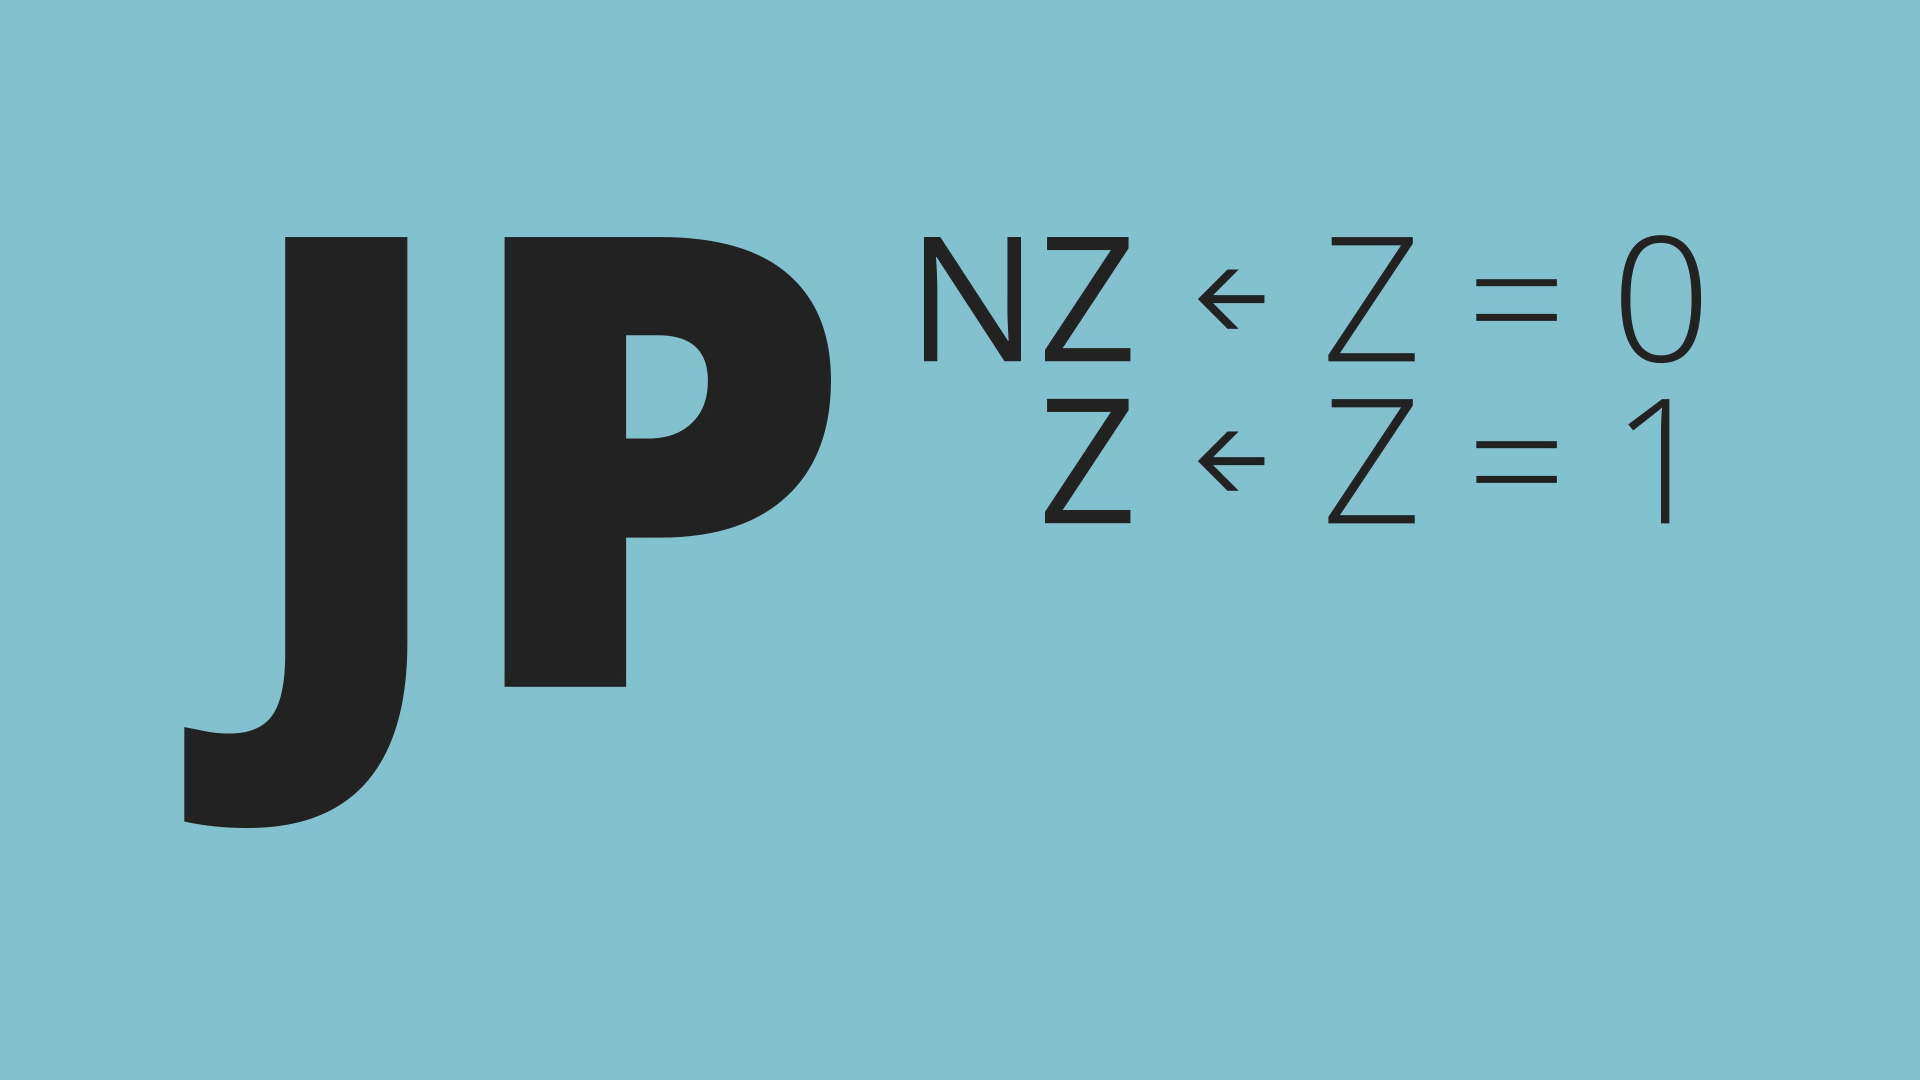 JP NZ ← Z = 0
Z ← Z = 1